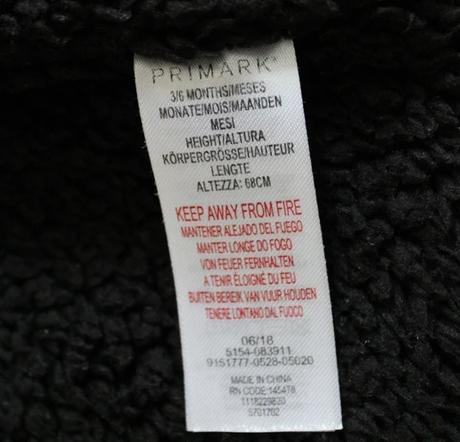 PRIMARK®
3/6 MONTHS/MESES
MONATE/MOIS/MAANDEN
MESI
HEIGHT/ALTURA
KÖRPERGRÖSSE/HAUTEUR
LENGTE
ALTEZZA: 68CM
KEEP AWAY FROM FIRE
MANTENER ALEJADO DEL FUEGO
MANTER LONGE DO FOGO
VON FEUER FERNHALTEN
A TENIR ÉLOIGNÉ DU FEU
BUITEN BEREIK VAN VUUR HOUDEN
TENERE LONTANO DAL FUOCO
06/18
5154-083911
9151777-0528-05020
MADE IN CHINA
RN CODE:145478
1118229830
5701762